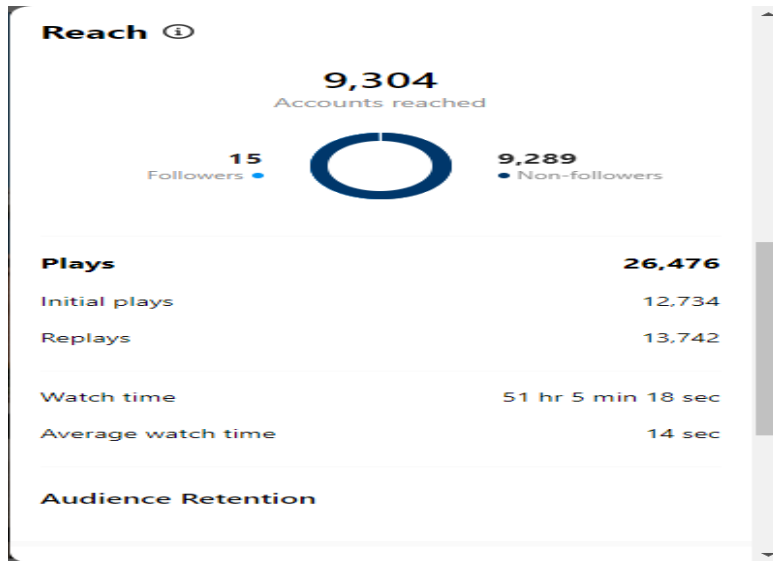 Reach
9,304
Accounts reached
15
Followers
9,289
Non-followers
Plays 26,476
Initial plays 12,734
Replays 13,742
Watch time 51 hr 5 min 18 sec
Average watch time 14 sec
Audience Retention